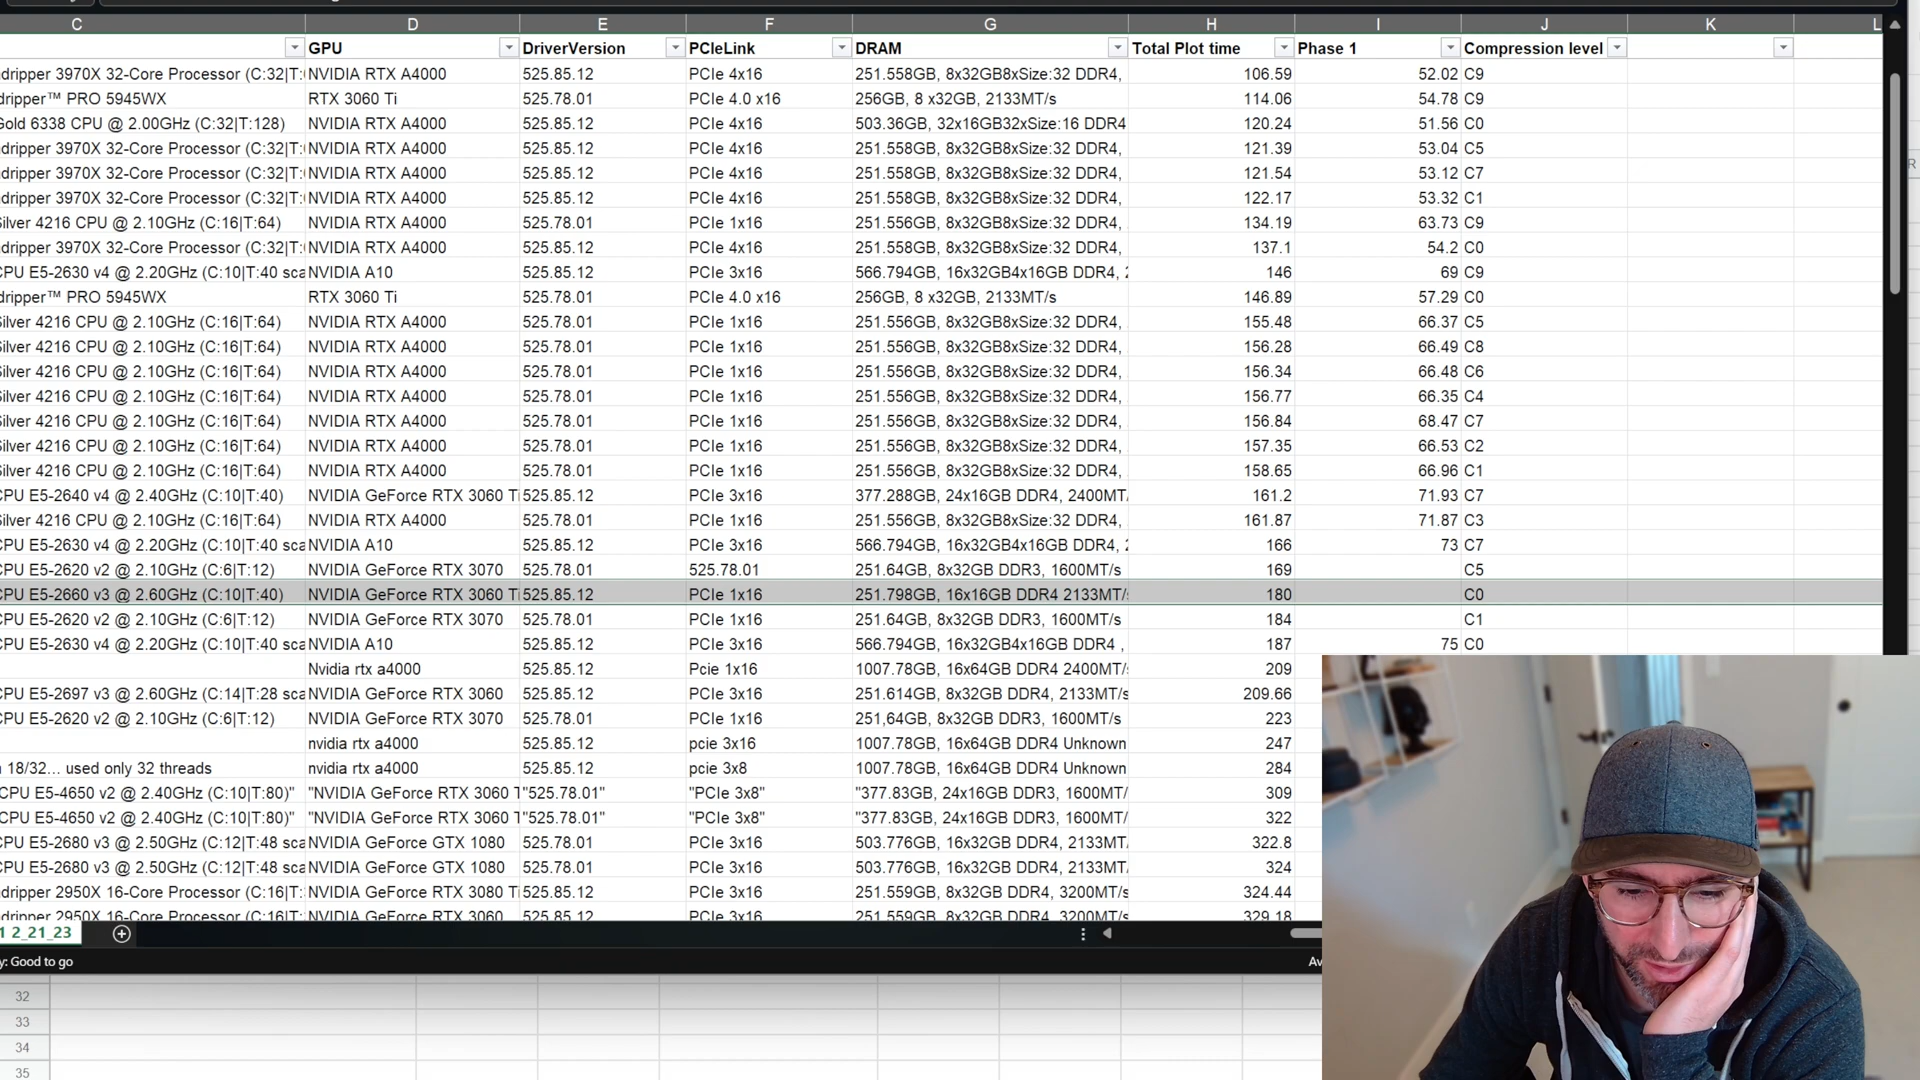 C D E F G H I J K L
GPU DriverVersion PCIeLink DRAM Total Plot time Phase 1 Compression level
dripper 3970X 32-Core Processor (C:32|T: NVIDIA RTX A4000 525.85.12 PCIe 4x16 251.558GB, 8x32GB8xSize:32 DDR4, 106.59 52.02 C9
dripper™ PRO 5945WX RTX 3060 Ti 525.78.01 PCIe 4.0 x16 256GB, 8 x32GB, 2133MT/s 114.06 54.78 C9
Gold 6338 CPU @ 2.00GHz (C:32|T:128) NVIDIA RTX A4000 525.85.12 PCIe 4x16 503.36GB, 32x16GB32xSize:16 DDR4 120.24 51.56 C0
dripper 3970X 32-Core Processor (C:32|T: NVIDIA RTX A4000 525.85.12 PCIe 4x16 251.558GB, 8x32GB8xSize:32 DDR4, 121.39 53.04 C5
dripper 3970X 32-Core Processor (C:32|T: NVIDIA RTX A4000 525.85.12 PCIe 4x16 251.558GB, 8x32GB8xSize:32 DDR4, 121.54 53.12 C7
dripper 3970X 32-Core Processor (C:32|T: NVIDIA RTX A4000 525.85.12 PCIe 4x16 251.558GB, 8x32GB8xSize:32 DDR4, 122.17 53.32 C1
Silver 4216 CPU @ 2.10GHz (C:16|T:64) NVIDIA RTX A4000 525.78.01 PCIe 1x16 251.556GB, 8x32GB8xSize:32 DDR4, 134.19 63.73 C9
dripper 3970X 32-Core Processor (C:32|T: NVIDIA RTX A4000 525.85.12 PCIe 4x16 251.558GB, 8x32GB8xSize:32 DDR4, 137.1 54.2 C0
CPU E5-2630 v4 @ 2.20GHz (C:10|T:40 sca NVIDIA A10 525.85.12 PCIe 3x16 566.794GB, 16x32GB4x16GB DDR4, 2 146 69 C9
dripper™ PRO 5945WX RTX 3060 Ti 525.78.01 PCIe 4.0 x16 256GB, 8 x32GB, 2133MT/s 146.89 57.29 C0
Silver 4216 CPU @ 2.10GHz (C:16|T:64) NVIDIA RTX A4000 525.78.01 PCIe 1x16 251.556GB, 8x32GB8xSize:32 DDR4, 155.48 66.37 C5
Silver 4216 CPU @ 2.10GHz (C:16|T:64) NVIDIA RTX A4000 525.78.01 PCIe 1x16 251.556GB, 8x32GB8xSize:32 DDR4, 156.28 66.49 C8
Silver 4216 CPU @ 2.10GHz (C:16|T:64) NVIDIA RTX A4000 525.78.01 PCIe 1x16 251.556GB, 8x32GB8xSize:32 DDR4, 156.34 66.48 C6
Silver 4216 CPU @ 2.10GHz (C:16|T:64) NVIDIA RTX A4000 525.78.01 PCIe 1x16 251.556GB, 8x32GB8xSize:32 DDR4, 156.77 66.35 C4
Silver 4216 CPU @ 2.10GHz (C:16|T:64) NVIDIA RTX A4000 525.78.01 PCIe 1x16 251.556GB, 8x32GB8xSize:32 DDR4, 156.84 68.47 C7
Silver 4216 CPU @ 2.10GHz (C:16|T:64) NVIDIA RTX A4000 525.78.01 PCIe 1x16 251.556GB, 8x32GB8xSize:32 DDR4, 157.35 66.53 C2
Silver 4216 CPU @ 2.10GHz (C:16|T:64) NVIDIA RTX A4000 525.78.01 PCIe 1x16 251.556GB, 8x32GB8xSize:32 DDR4, 158.65 66.96 C1
CPU E5-2640 v4 @ 2.40GHz (C:10|T:40) NVIDIA GeForce RTX 3060 Ti 525.85.12 PCIe 3x16 377.288GB, 24x16GB DDR4, 2400MT/ 161.2 71.93 C7
Silver 4216 CPU @ 2.10GHz (C:16|T:64) NVIDIA RTX A4000 525.78.01 PCIe 1x16 251.556GB, 8x32GB8xSize:32 DDR4, 161.87 71.87 C3
CPU E5-2630 v4 @ 2.20GHz (C:10|T:40 sca NVIDIA A10 525.85.12 PCIe 3x16 566.794GB, 16x32GB4x16GB DDR4, 2 166 73 C7
CPU E5-2620 v2 @ 2.10GHz (C:6|T:12) NVIDIA GeForce RTX 3070 525.85.12 525.78.01 251.64GB, 8x32GB DDR3, 1600MT/s 169 C5
CPU E5-2660 v3 @ 2.60GHz (C:10|T:40) NVIDIA GeForce RTX 3060 Ti 525.85.12 PCIe 1x16 251.798GB, 16x16GB DDR4 2133MT/ 180 C0
CPU E5-2620 v2 @ 2.10GHz (C:6|T:12) NVIDIA GeForce RTX 3070 525.78.01 PCIe 1x16 251.64GB, 8x32GB DDR3, 1600MT/s 184 C1
CPU E5-2630 v4 @ 2.20GHz (C:10|T:40 sca NVIDIA A10 525.85.12 PCIe 3x16 566.794GB, 16x32GB4x16GB DDR4 , 187 75 C0
Nvidia rtx a4000 525.85.12 Pcie 1x16 1007.78GB, 16x64GB DDR4 2400MT/ 209
CPU E5-2697 v3 @ 2.60GHz (C:14|T:28 sca NVIDIA GeForce RTX 3060 525.85.12 PCIe 3x16 251.614GB, 8x32GB DDR4, 2133MT/s 209.66
CPU E5-2620 v2 @ 2.10GHz (C:6|T:12) NVIDIA GeForce RTX 3070 525.78.01 PCIe 1x16 251,64GB, 8x32GB DDR3, 1600MT/s 223
nvidia rtx a4000 525.85.12 pcie 3x16 1007.78GB, 16x64GB DDR4 Unknown 247
18/32... used only 32 threads nvidia rtx a4000 525.85.12 pcie 3x8 1007.78GB, 16x64GB DDR4 Unknown 284
CPU E5-4650 v2 @ 2.40GHz (C:10|T:80)" "NVIDIA GeForce RTX 3060 T "525.78.01" "PCIe 3x8" "377.83GB, 24x16GB DDR3, 1600MT/ 309
CPU E5-4650 v2 @ 2.40GHz (C:10|T:80)" "NVIDIA GeForce RTX 3060 T "525.78.01" "PCIe 3x8" "377.83GB, 24x16GB DDR3, 1600MT/ 322
CPU E5-2680 v3 @ 2.50GHz (C:12|T:48 sca NVIDIA GeForce GTX 1080 525.78.01 PCIe 3x16 503.776GB, 16x32GB DDR4, 2133MT/ 322.8
CPU E5-2680 v3 @ 2.50GHz (C:12|T:48 sca NVIDIA GeForce GTX 1080 525.78.01 PCIe 3x16 503.776GB, 16x32GB DDR4, 2133MT/ 324
dripper 2950X 16-Core Processor (C:16|T: NVIDIA GeForce RTX 3080 Ti 525.85.12 PCIe 3x16 251.559GB, 8x32GB DDR4, 3200MT/s 324.44
dripper 2950X 16-Core Processor (C:16|T: NVIDIA GeForce RTX 3060 525.85.12 PCIe 3x16 251.559GB, 8x32GB DDR4, 3200MT/s 329.18
1 2_21_23
y: Good to go Av
32
33
34
35
R